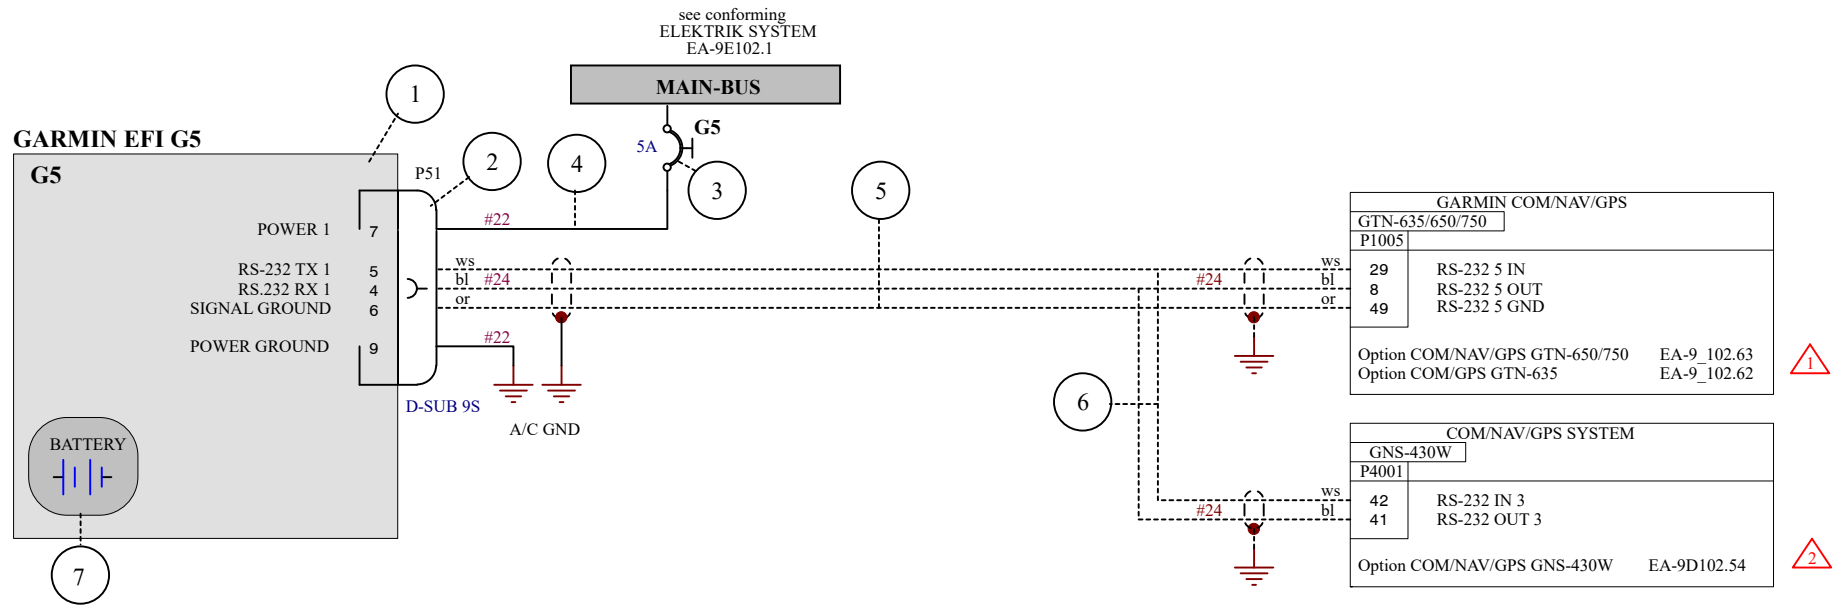 see conforming
ELEKTRIK SYSTEM
EA-9E102.1
MAIN-BUS
1
GARMIN EFI G5
G5
5A
G5
2
4
3
5
P51
#22
POWER 1
7
RS-232 TX 1
5
RS.232 RX 1
4
SIGNAL GROUND
6
POWER GROUND
9
ws
bl
#24
or
#22
D-SUB 9S
A/C GND
BATTERY
7
#24
ws
bl
or
GARMIN COM/NAV/GPS
GTN-635/650/750
P1005
29 RS-232 5 IN
8 RS-232 5 OUT
49 RS-232 5 GND
Option COM/NAV/GPS GTN-650/750 EA-9_102.63
Option COM/GPS GTN-635 EA-9_102.62
1
6
COM/NAV/GPS SYSTEM
GNS-430W
P4001
#24
ws
bl
42 RS-232 IN 3
41 RS-232 OUT 3
Option COM/NAV/GPS GNS-430W EA-9D102.54
2